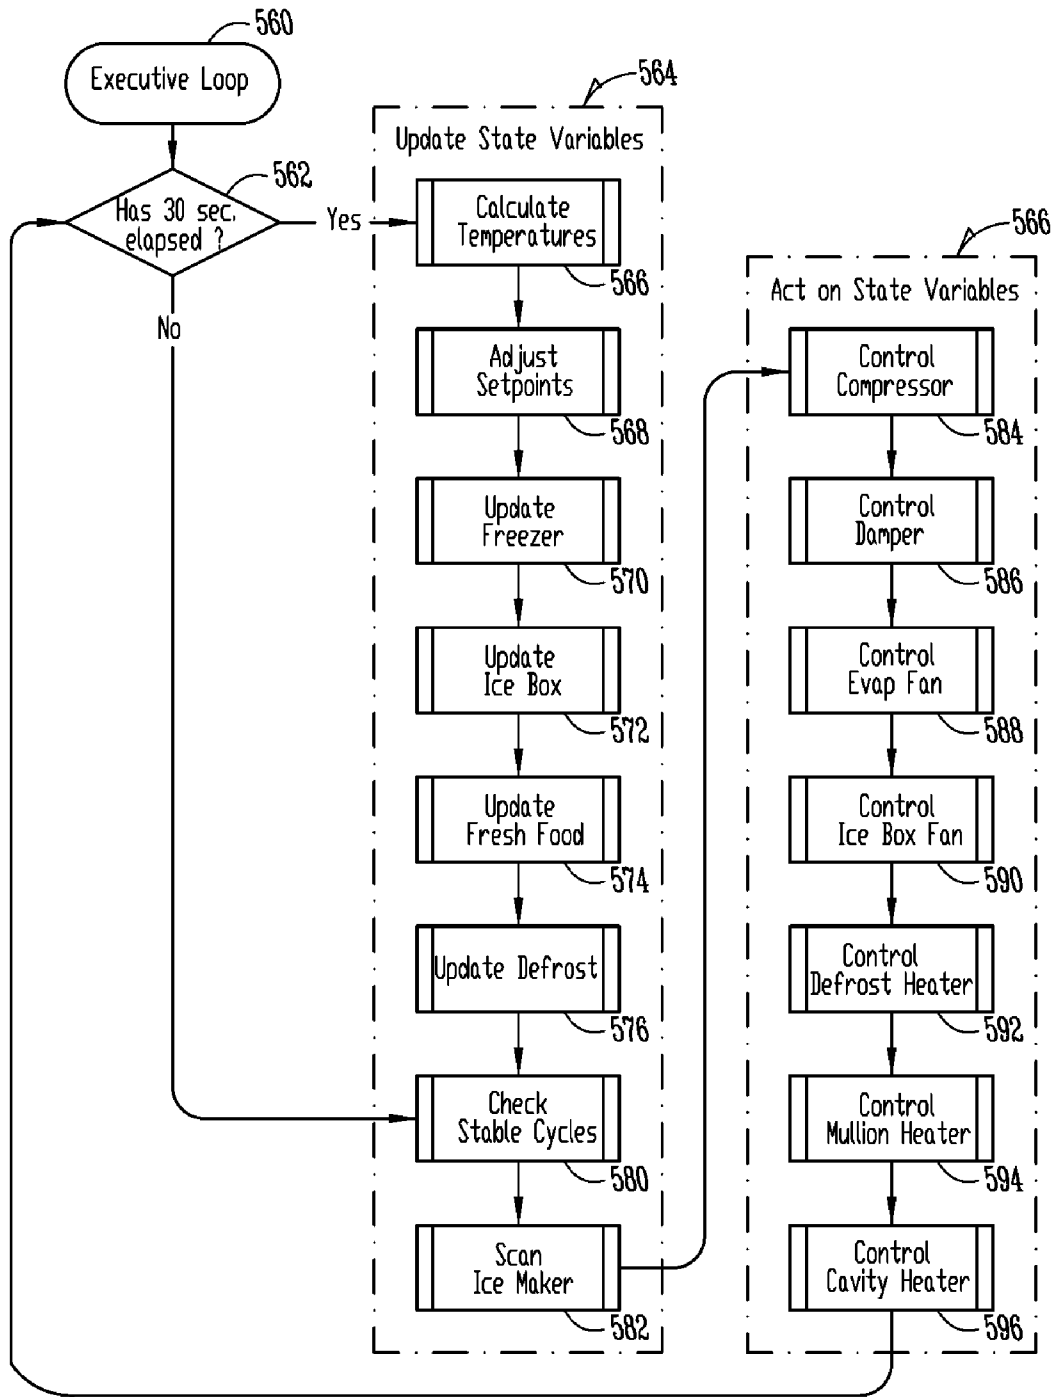 560
Executive Loop
562
Has 30 sec.
elapsed ?
Yes
No
564
Update State Variables
Calculate
Temperatures
566
Adjust
Setpoints
568
Update
Freezer
570
Update
Ice Box
572
Update
Fresh Food
574
Update Defrost
576
Check
Stable Cycles
580
Scan
Ice Maker
582
566
Act on State Variables
Control
Compressor
584
Control
Damper
586
Control
Evap Fan
588
Control
Ice Box Fan
590
Control
Defrost Heater
592
Control
Mullion Heater
594
Control
Cavity Heater
596